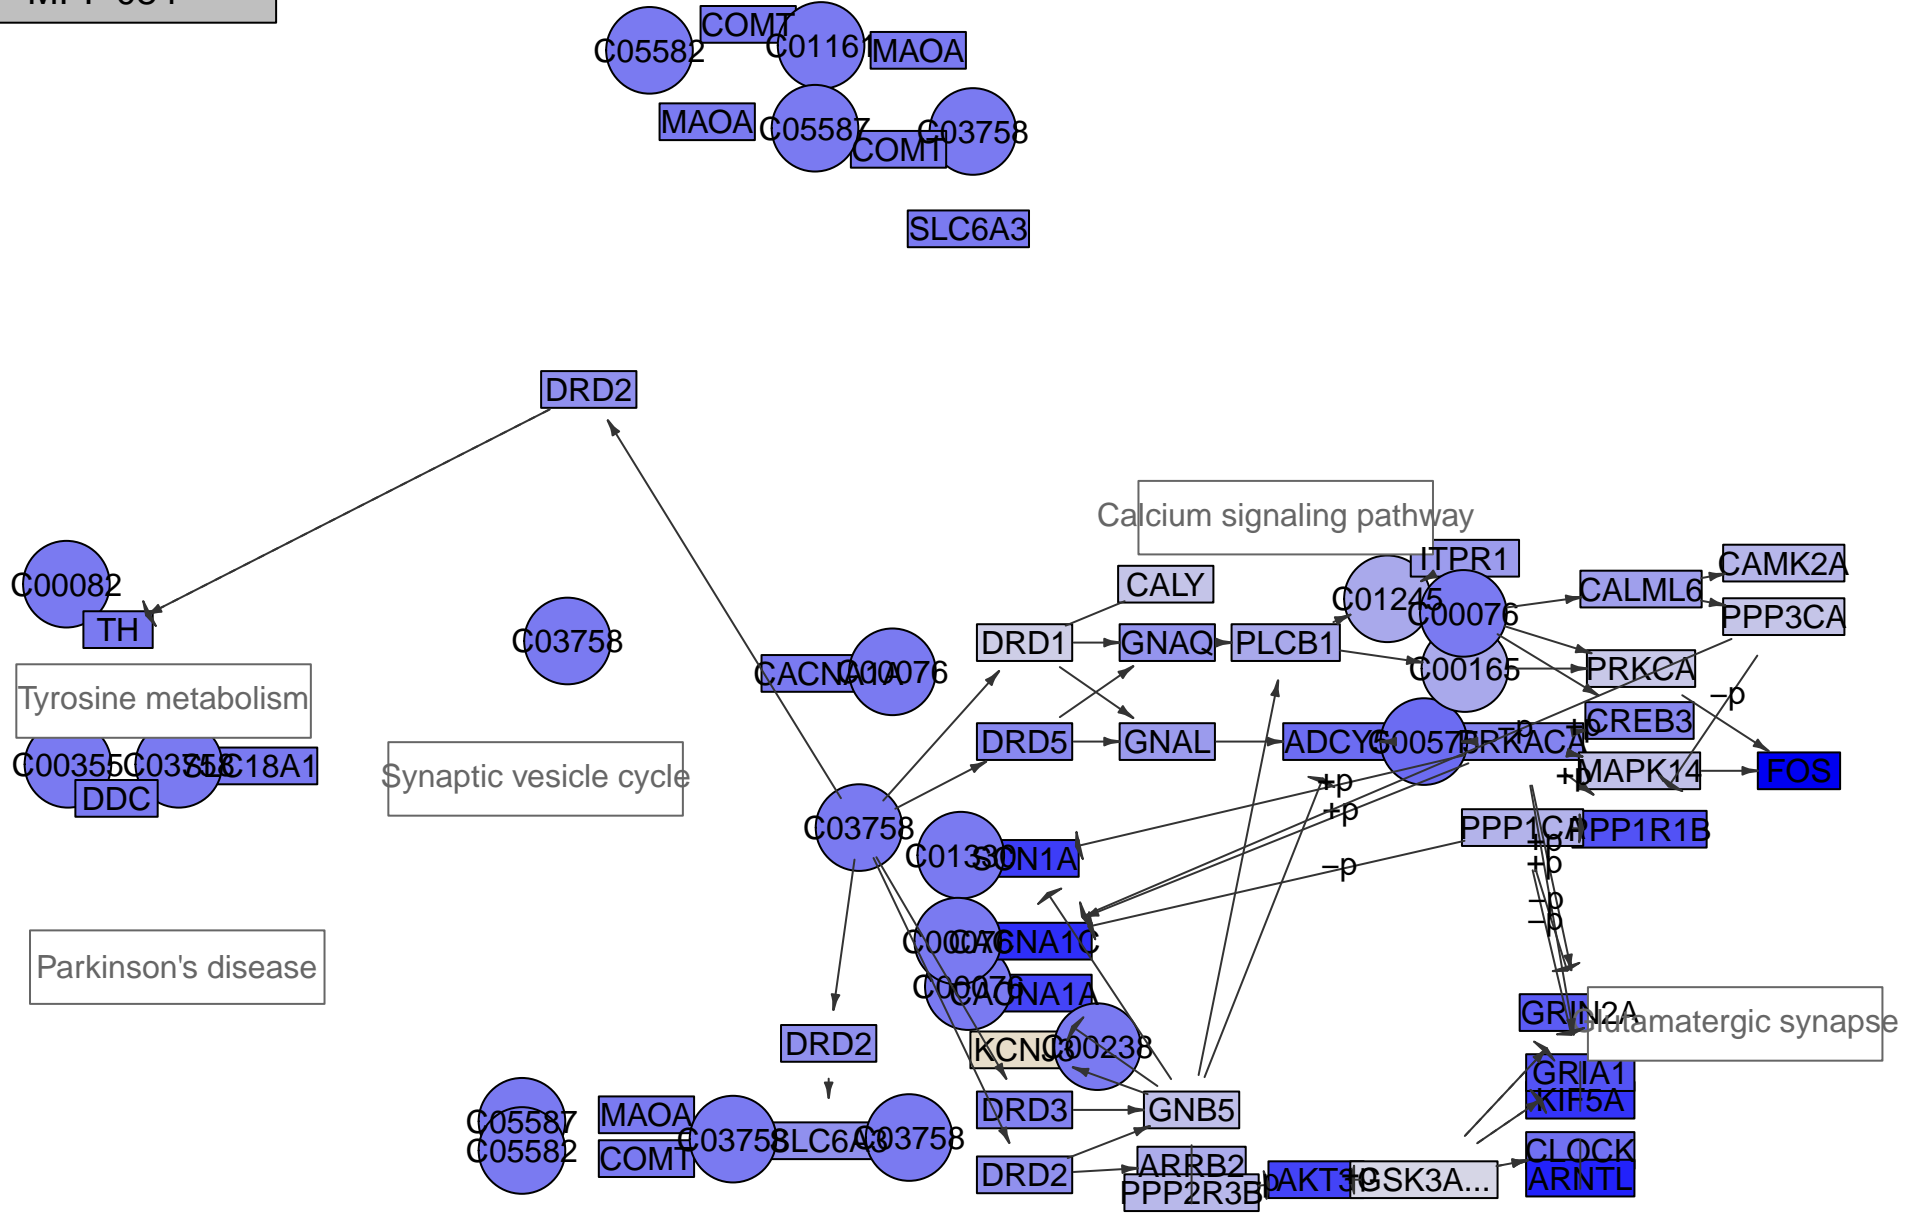 COMT
C05582
C01161
MAOA
MAOA
C05587
COMT
C03758
SLC6A3
DRD2
Calcium signaling pathway
ITPR1
CAMK2A
C00082
CALY
C01245
C00076
CALML6
PPP3CA
TH
C03758
DRD1
GNAQ
PLCB1
C00165
PRKCA
CACNA1A
C00076
Tyrosine metabolism
–p
CREB3
+p
–p
DRD5
GNAL
ADCY5
C00575
PRKACA
C00355
C03758
SLC18A1
DDC
Synaptic vesicle cycle
+p
+p
MAPK14
FOS
+p
C03758
PPP1CA
PPP1R1B
+p
C01330
SCN1A
–p
+p
–p
–p
C00076
CACNA1C
Parkinson's disease
C00076
CACNA1A
GRIN2A
Glutamatergic synapse
DRD2
KCNJ3
C00238
GRIA1
KIF5A
C05587
MAOA
DRD3
GNB5
C05582
COMT
C03758
SLC6A3
C03758
CLOCK
DRD2
ARRB2
PPP2R3B
AKT3
+p
GSK3A...
ARNTL